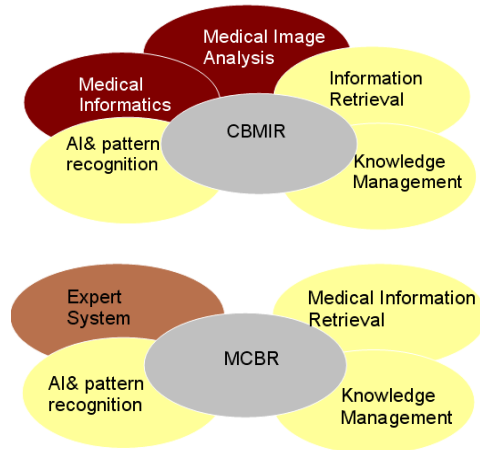 Medical Image
Analysis
Medical
Informatics
Information
Retrieval
CBMIR
AI& pattern
recognition
Knowledge
Management
Expert
System
Medical Information
Retrieval
MCBR
AI& pattern
recognition
Knowledge
Management